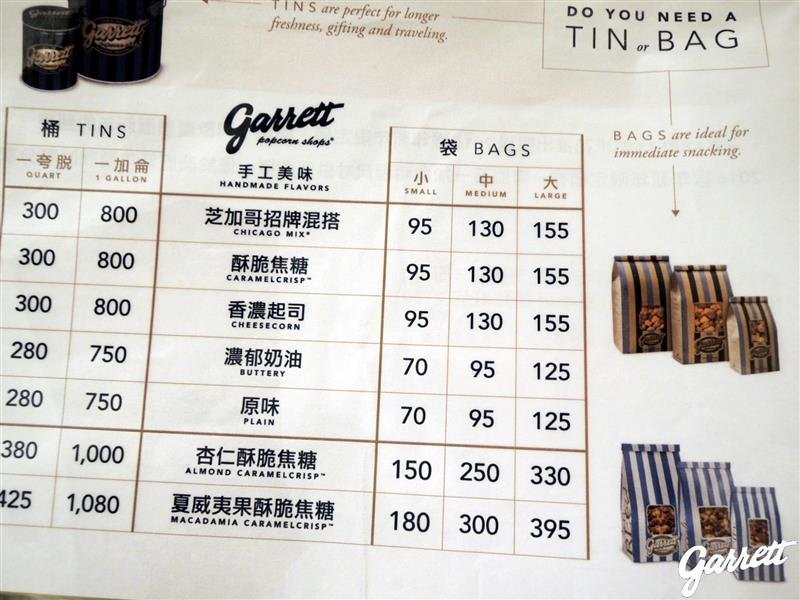 TINS are perfect for longer
freshness, gifting and traveling.
DO YOU NEED A
TIN or BAG
BAGS are ideal for
immediate snacking.
Garrett
popcorn shops®
桶 TINS
袋 BAGS
一夸脱 一加侖 手工美味 小 中 大
QUART 1 GALLON HANDMADE FLAVORS SMALL MEDIUM LARGE
300 800 芝加哥招牌混搭 95 130 155
CHICAGO MIX®
300 800 酥脆焦糖 95 130 155
CARAMELCRISP™
300 800 香濃起司 95 130 155
CHEESECORN
280 750 濃郁奶油 70 95 125
BUTTERY
280 750 原味 70 95 125
PLAIN
380 1,000 杏仁酥脆焦糖 150 250 330
ALMOND CARAMELCRISP™
425 1,080 夏威夷果酥脆焦糖 180 300 395
MACADAMIA CARAMELCRISP™
Garrett
Garrett
Garrett
Garrett